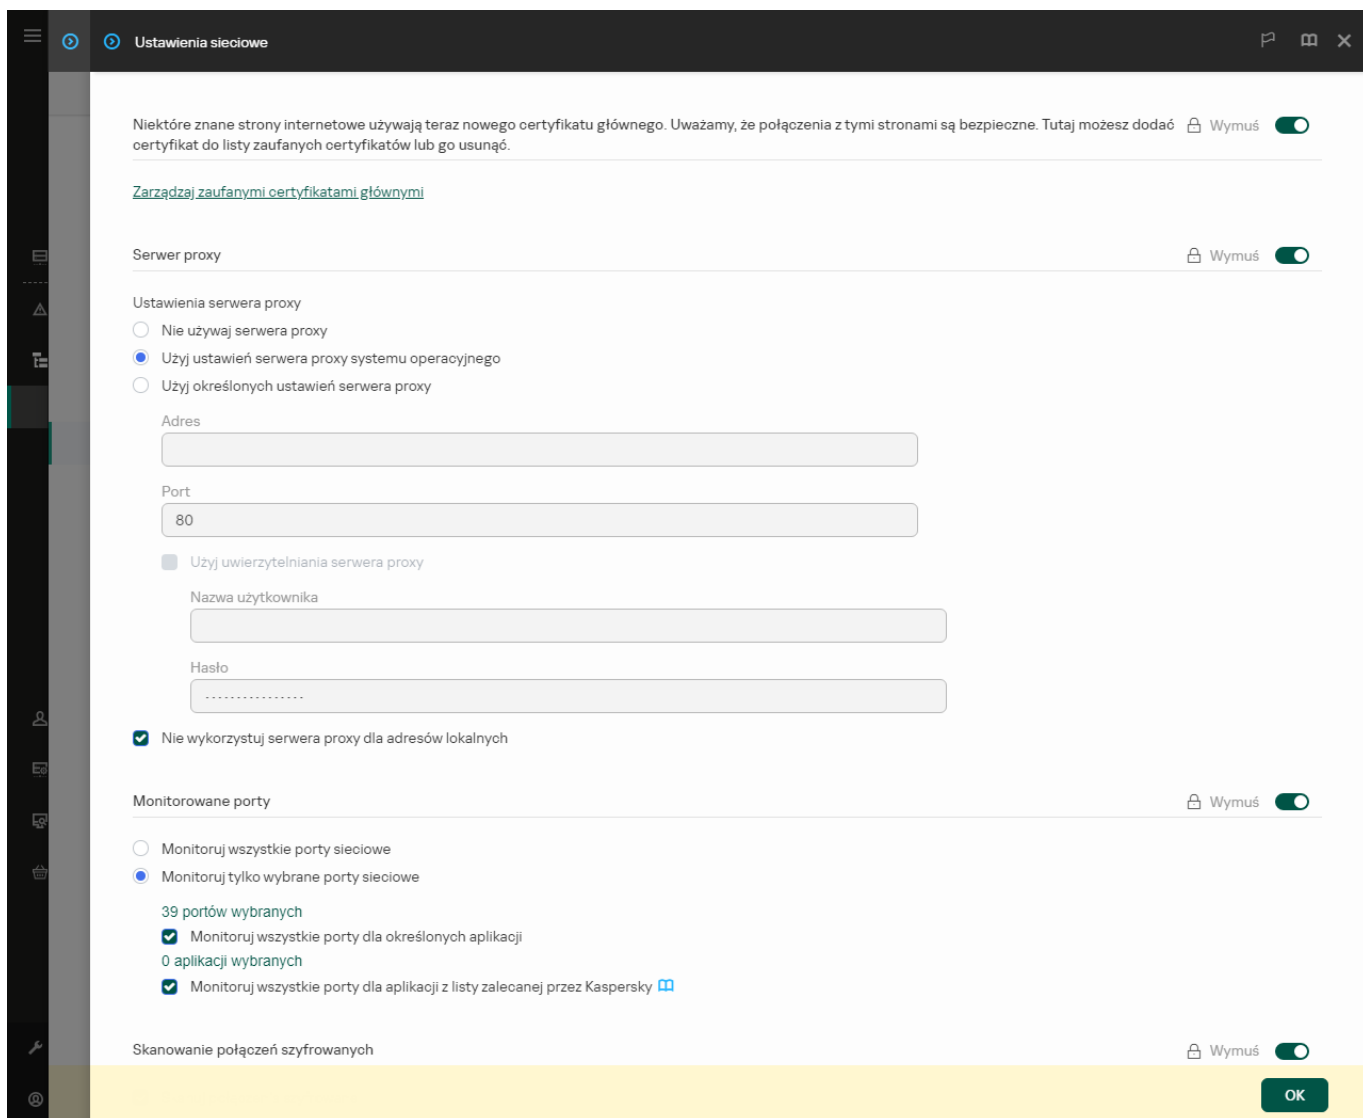 Ustawienia sieciowe
Niektóre znane strony internetowe używają teraz nowego certyfikatu głównego. Uważamy, że połączenia z tymi stronami są bezpieczne. Tutaj możesz dodać
certyfikat do listy zaufanych certyfikatów lub go usunąć.
Wymuś
Zarządzaj zaufanymi certyfikatami głównymi
Serwer proxy
Wymuś
Ustawienia serwera proxy
Nie używaj serwera proxy
Użyj ustawień serwera proxy systemu operacyjnego
Użyj określonych ustawień serwera proxy
Adres
Port
80
Użyj uwierzytelniania serwera proxy
Nazwa użytkownika
Hasło
················
Nie wykorzystuj serwera proxy dla adresów lokalnych
Monitorowane porty
Wymuś
Monitoruj wszystkie porty sieciowe
Monitoruj tylko wybrane porty sieciowe
39 portów wybranych
Monitoruj wszystkie porty dla określonych aplikacji
0 aplikacji wybranych
Monitoruj wszystkie porty dla aplikacji z listy zalecanej przez Kaspersky
Skanowanie połączeń szyfrowanych
Wymuś
OK